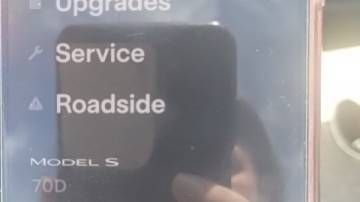 Upgrades
Service
Roadside
MODEL S
70D